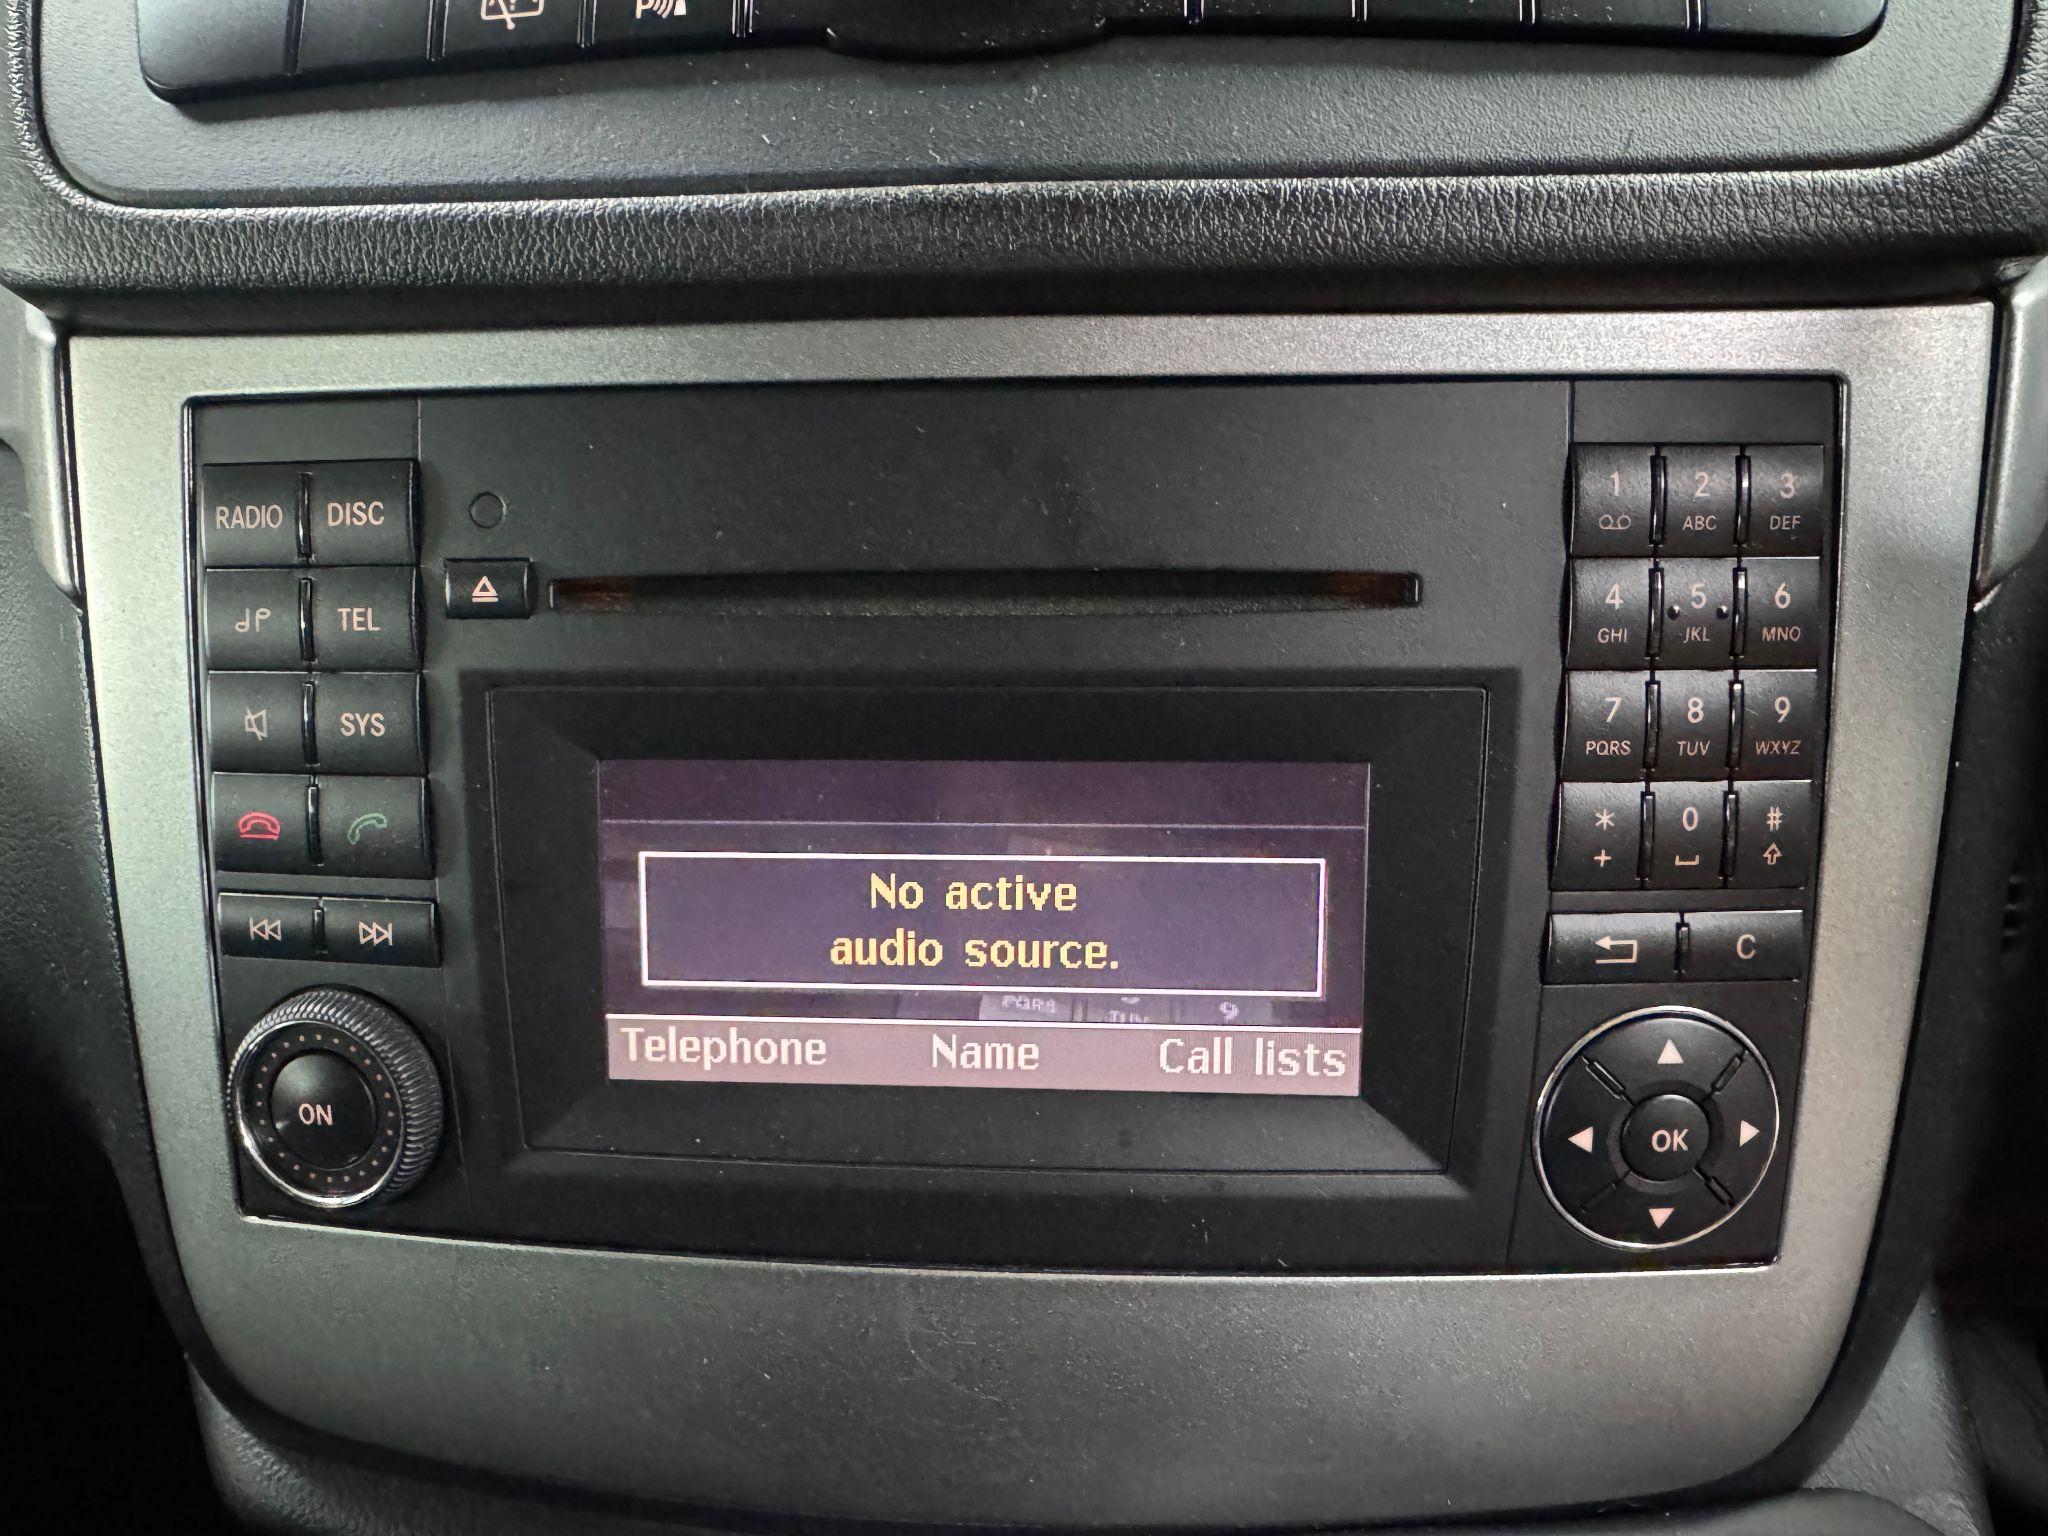 P
RADIO DISC
TEL
SYS
ON
No active
audio source.
Telephone Name Call lists
1 2 3
ABC DEF
4 5 6
GHI JKL MNO
7 8 9
PQRS TUV WXYZ
* 0 #
+
C
OK